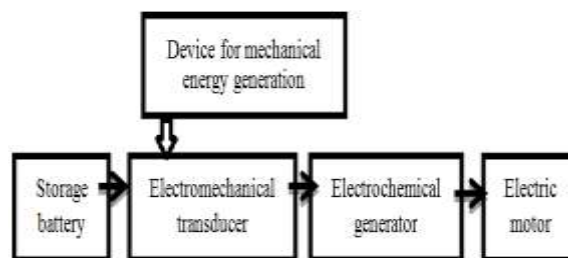 Device for mechanical
energy generation
Storage
battery
Electromechanical
transducer
Electrochemical
generator
Electric
motor